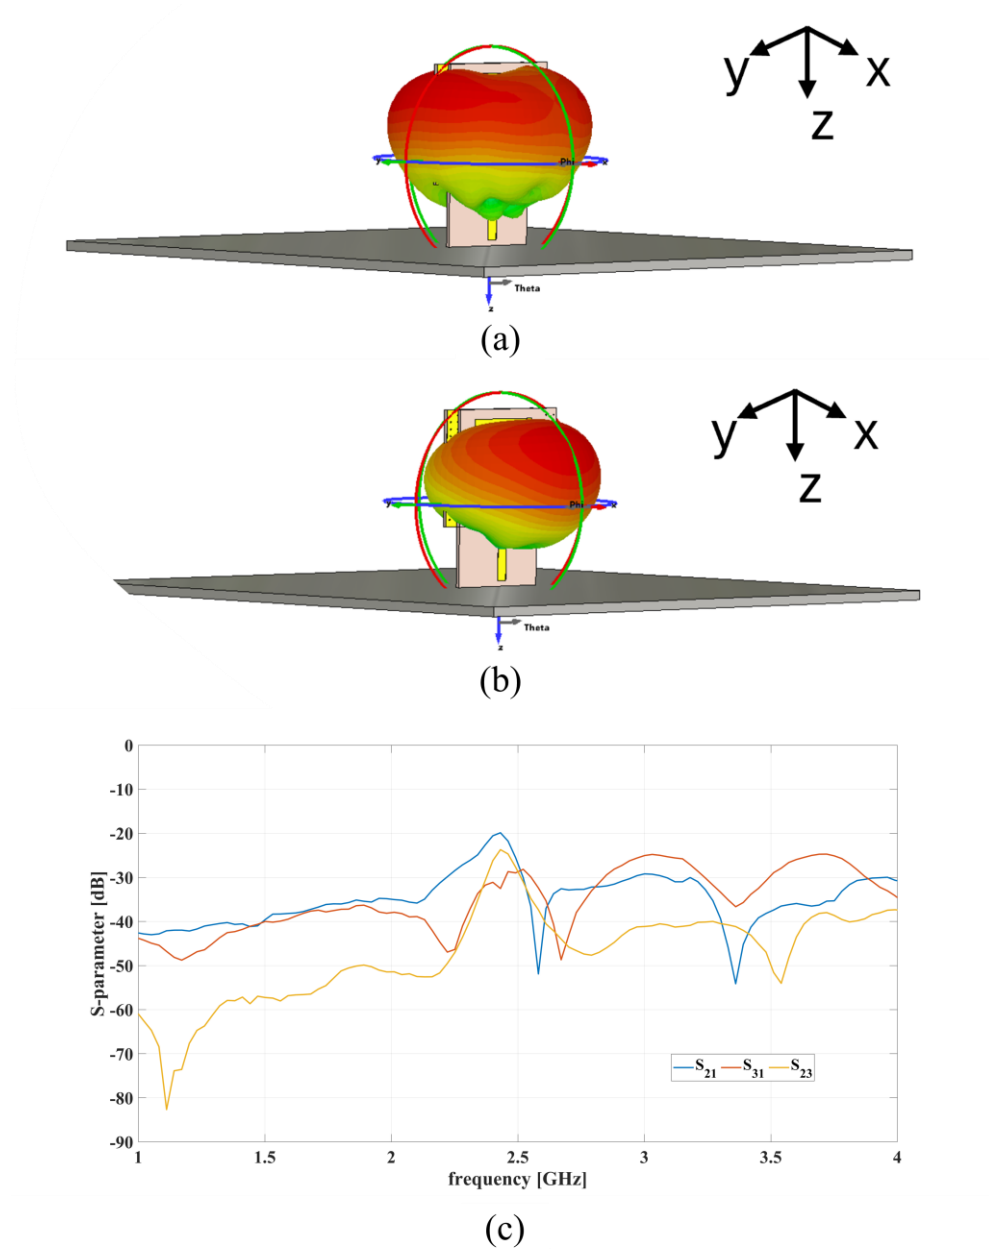 y x
z
y Phi x
Theta
z
(a)
y x
z
y Phi x
Theta
z
(b)
0
-10
-20
-30
-40
-50
-60
-70
-80
-90
S-parameter [dB]
S21 S31 S23
1 1.5 2 2.5 3 3.5 4
frequency [GHz]
(c)